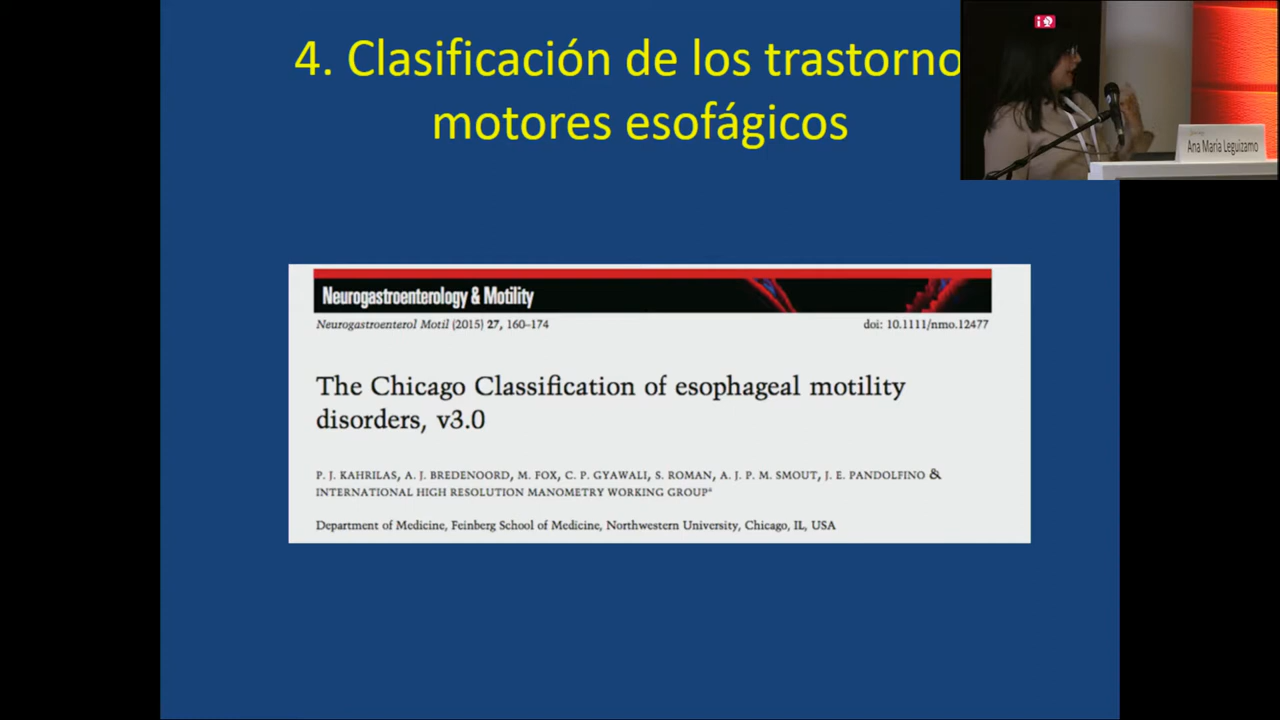 4. Clasificación de los trastorno
motores esofágicos
iQ
Ana María Leguizamo
Neurogastroenterology & Motility
Neurogastroenterol Motil (2015) 27, 160–174
doi: 10.1111/nmo.12477
The Chicago Classification of esophageal motility
disorders, v3.0
P. J. KAHRILAS, A. J. BREDENOORD, M. FOX, C. P. GYAWALI, S. ROMAN, A. J. P. M. SMOUT, J. E. PANDOLFINO &
INTERNATIONAL HIGH RESOLUTION MANOMETRY WORKING GROUPª
Department of Medicine, Feinberg School of Medicine, Northwestern University, Chicago, IL, USA